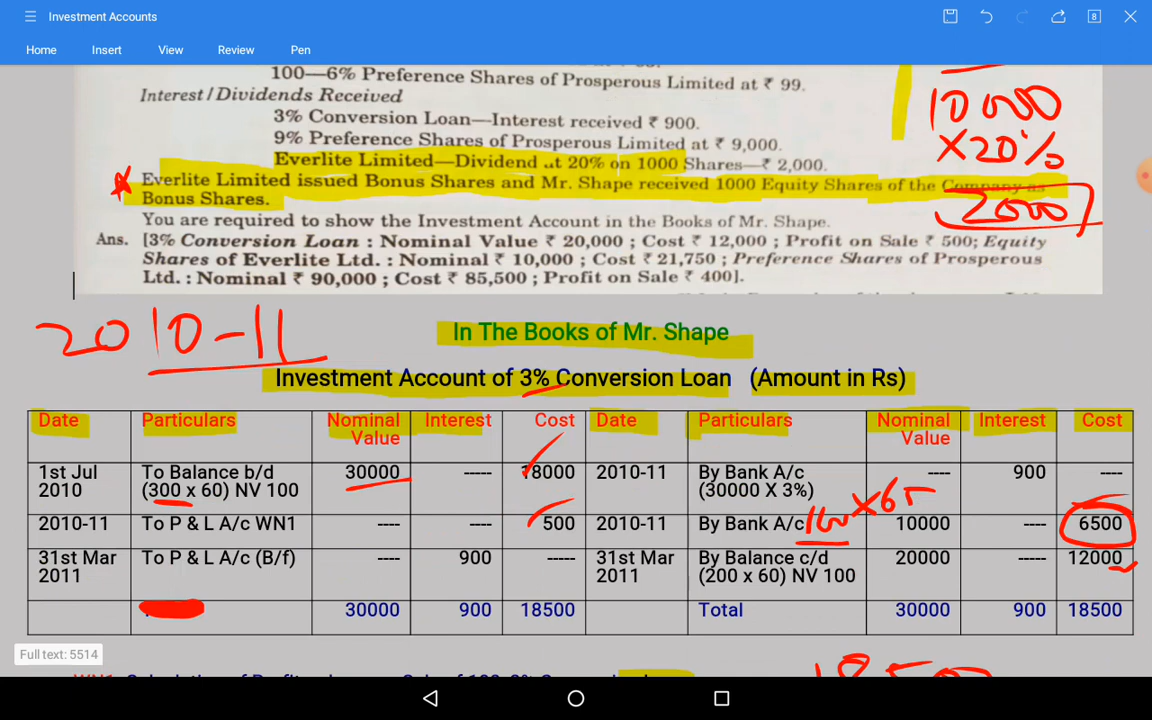 Investment Accounts
8
Home Insert View Review Pen
100—6% Preference Shares of Prosperous Limited at ₹ 99.
Interest / Dividends Received
3% Conversion Loan—Interest received ₹ 900.
9% Preference Shares of Prosperous Limited at ₹ 9,000.
Everlite Limited—Dividend at 20% on 1000 Shares—₹ 2,000.
Everlite Limited issued Bonus Shares and Mr. Shape received 1000 Equity Shares of the Company as
Bonus Shares.
You are required to show the Investment Account in the Books of Mr. Shape.
Ans. [3% Conversion Loan : Nominal Value ₹ 20,000 ; Cost ₹ 12,000 ; Profit on Sale ₹ 500; Equity
Shares of Everlite Ltd. : Nominal ₹ 10,000 ; Cost ₹ 21,750 ; Preference Shares of Prosperous
Ltd. : Nominal ₹ 90,000 ; Cost ₹ 85,500 ; Profit on Sale ₹ 400].
10000
X20%
2000
2010-11
In The Books of Mr. Shape
Investment Account of 3% Conversion Loan (Amount in Rs)
Date Particulars Nominal Interest Cost Date Particulars Nominal Interest Cost
Value Value
1st Jul To Balance b/d 30000 ----- 18000 2010-11 By Bank A/c ---- 900 ----
2010 (300 x 60) NV 100 (30000 X 3%)
2010-11 To P & L A/c WN1 ---- ---- 500 2010-11 By Bank A/c 100 X 65 10000 ---- 6500
31st Mar To P & L A/c (B/f) ---- 900 ----- 31st Mar By Balance c/d 20000 ----- 12000
2011 2011 (200 x 60) NV 100
30000 900 18500 Total 30000 900 18500
Full text: 5514